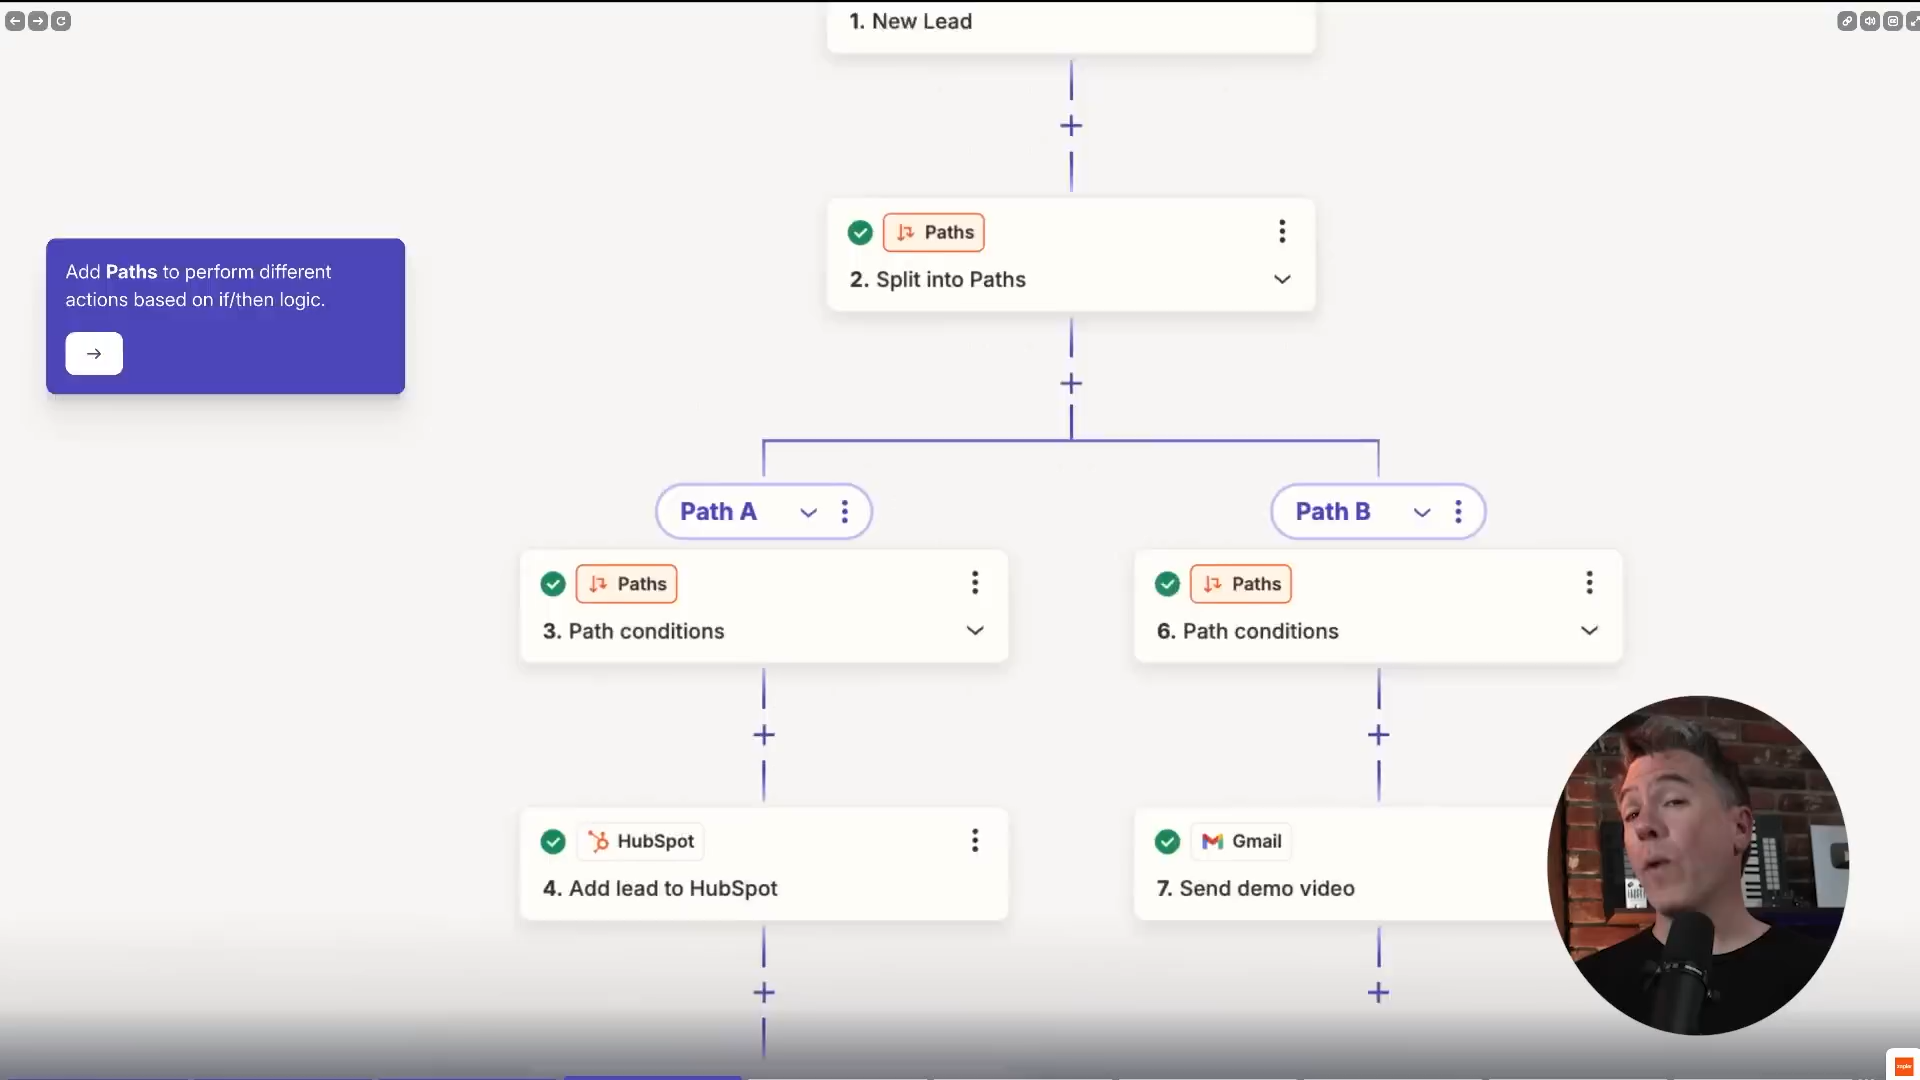 1. New Lead
Paths
2. Split into Paths
Add Paths to perform different
actions based on if/then logic.
Path A
Path B
Paths
3. Path conditions
Paths
6. Path conditions
HubSpot
4. Add lead to HubSpot
Gmail
7. Send demo video